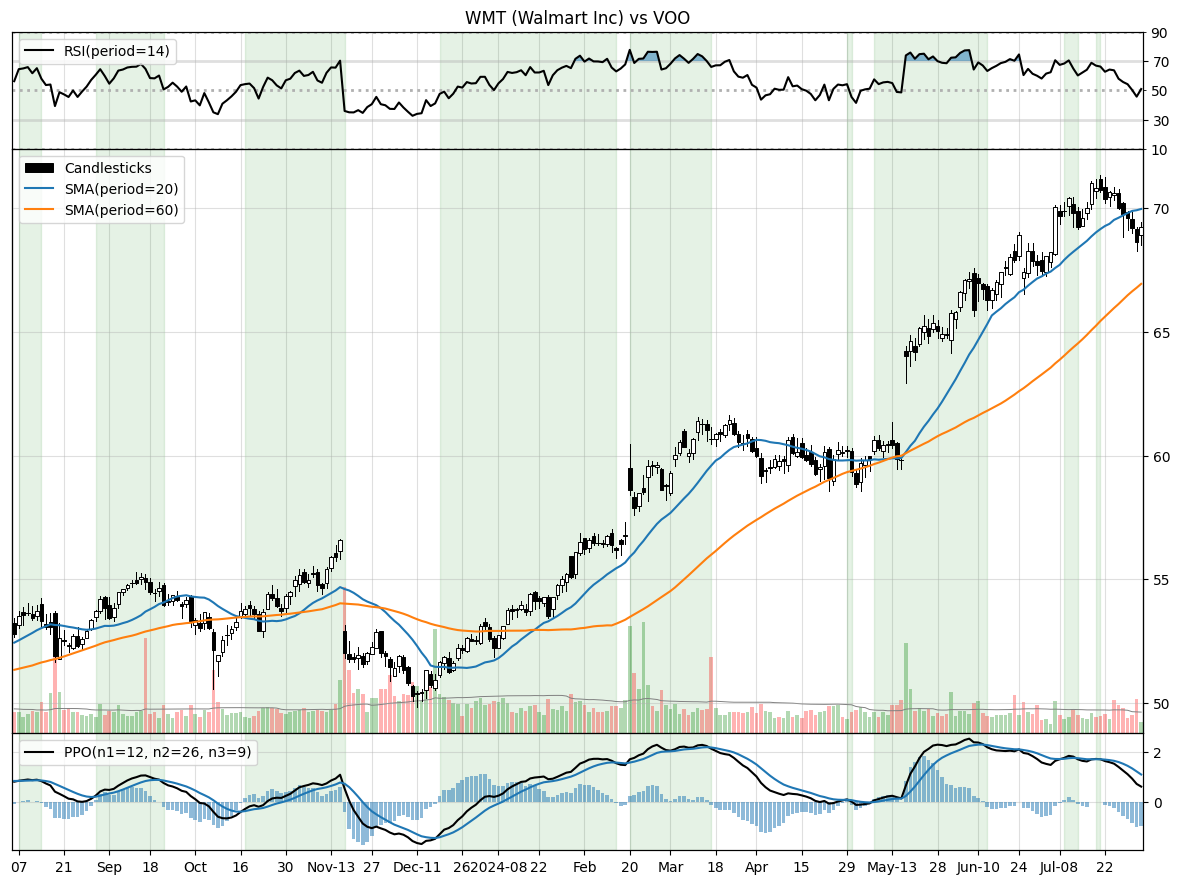 WMT (Walmart Inc) vs VOO
RSI(period=14)
90
70
50
30
10
Candlesticks
SMA(period=20)
SMA(period=60)
70
65
60
55
50
PPO(n1=12, n2=26, n3=9)
2
0
07 21 Sep 18 Oct 16 30 Nov-13 27 Dec-11 26 2024-08 22 Feb 20 Mar 18 Apr 15 29 May-13 28 Jun-10 24 Jul-08 22